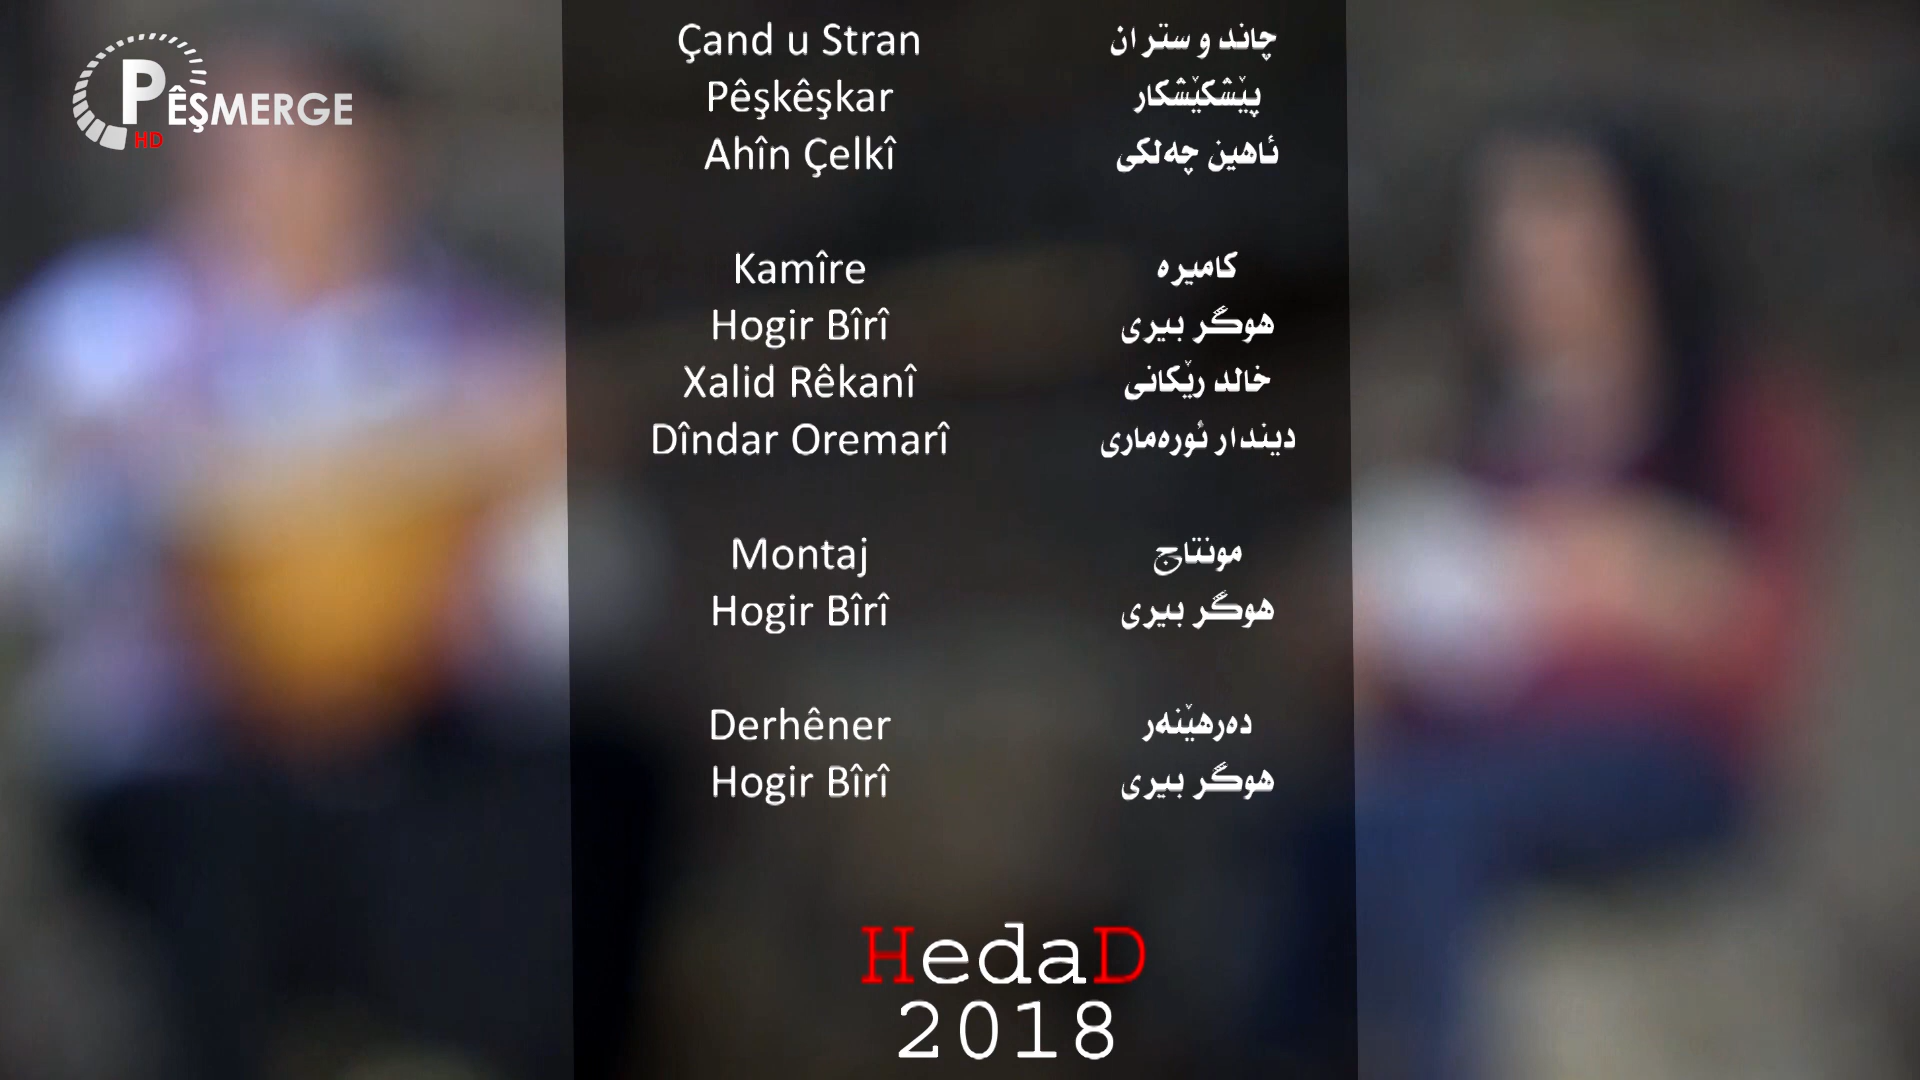 PÊŞMERGE
HD
Çand u Stran چاند و ستران
Pêşkêşkar پێشکێشکار
Ahîn Çelkî ئاهین چەلکی
Kamîre کامیرە
Hogir Bîrî هوگر بیری
Xalid Rêkanî خالد رێکانی
Dîndar Oremarî دیندار ئورەماری
Montaj مونتاج
Hogir Bîrî هوگر بیری
Derhêner دەرهێنەر
Hogir Bîrî هوگر بیری
HedaD
2018